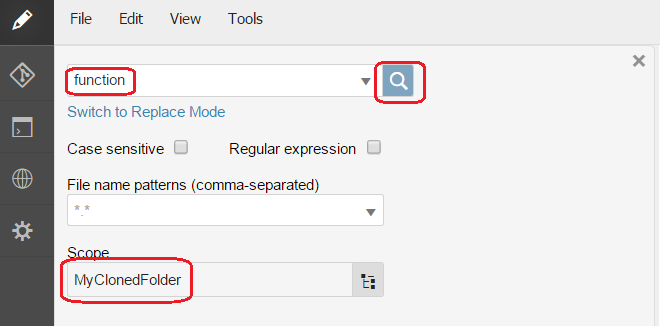 File Edit View Tools
function
Switch to Replace Mode
Case sensitive Regular expression
File name patterns (comma-separated)
*.*
Scope
MyClonedFolder